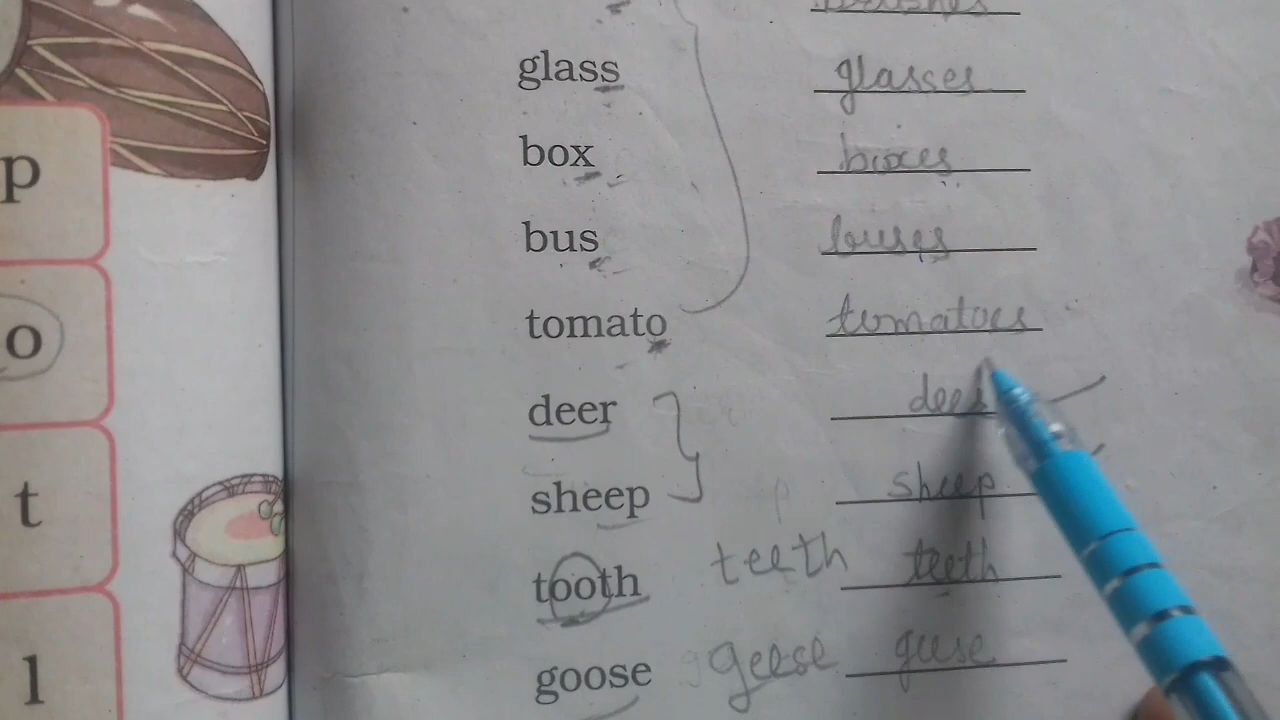 glass glasses
box boxes
bus buses
tomato tomatoes
deer deer
sheep sheep
tooth teeth teeth
goose geese geese
p
o
t
l